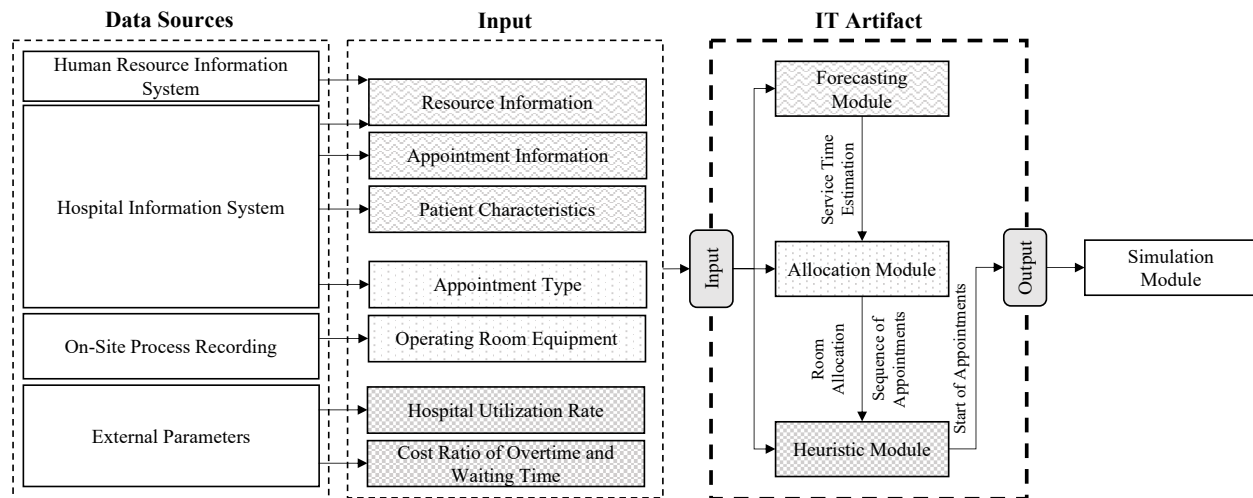 Data Sources
Input
IT Artifact
Human Resource Information
System
Hospital Information System
On-Site Process Recording
External Parameters
Resource Information
Appointment Information
Patient Characteristics
Appointment Type
Operating Room Equipment
Hospital Utilization Rate
Cost Ratio of Overtime and
Waiting Time
Input
Forecasting
Module
Service Time
Estimation
Allocation Module
Room
Allocation
Sequence of
Appointments
Heuristic Module
Start of Appointments
Output
Simulation
Module